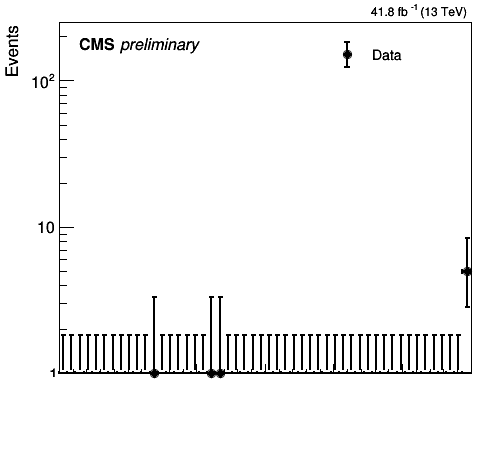 41.8 fb⁻¹ (13 TeV)
CMS preliminary
Data
Events
10²
10
1